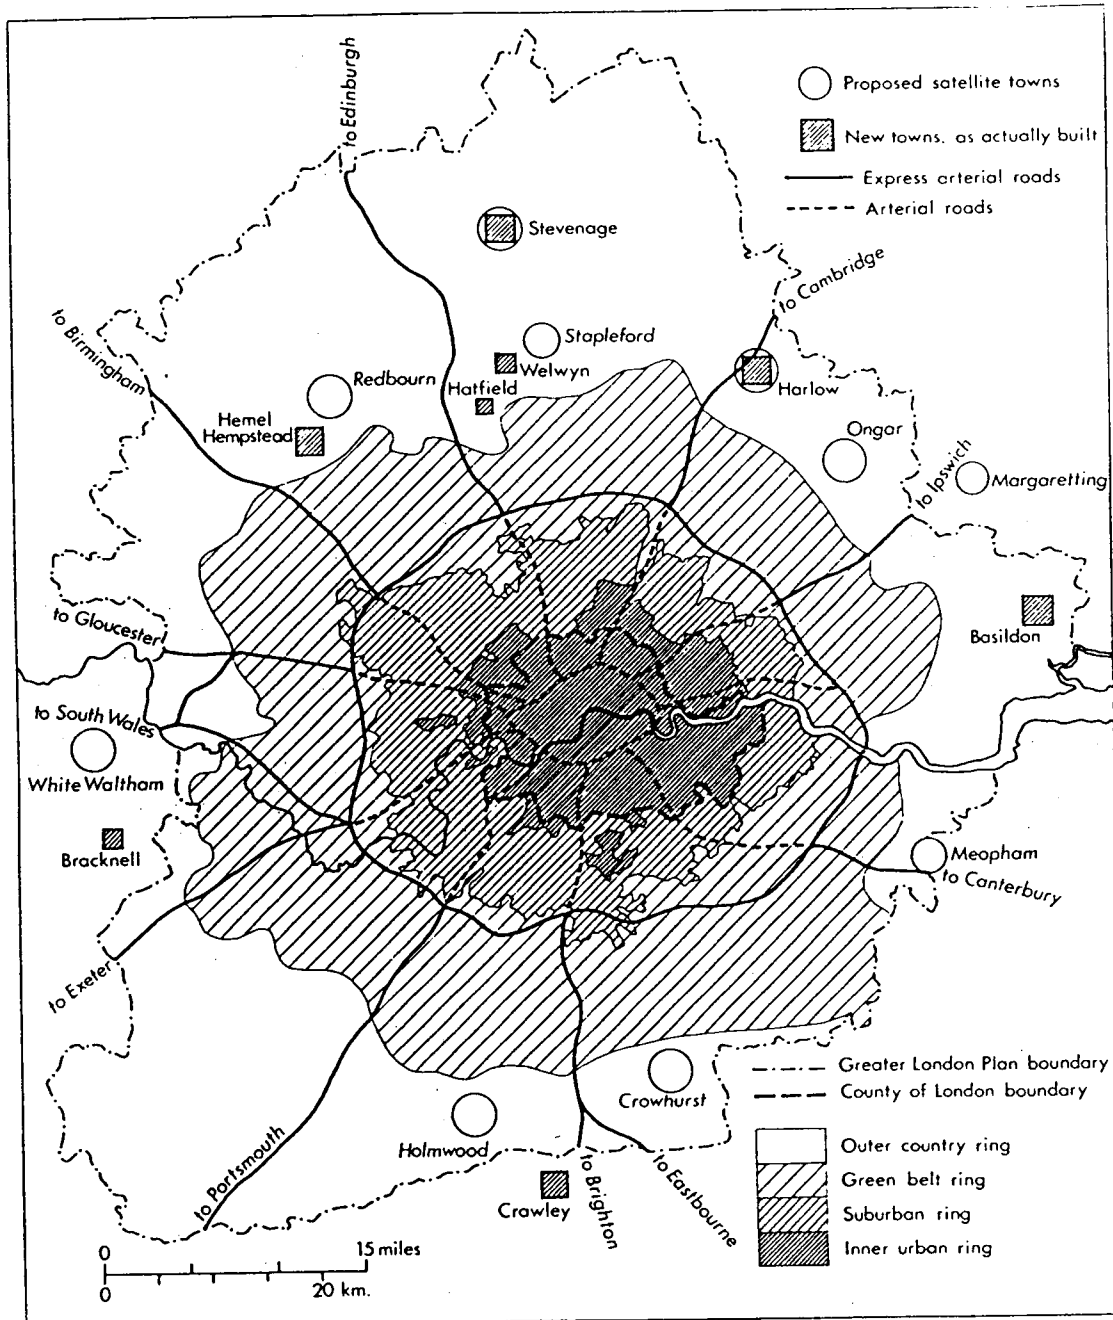 to Edinburgh
Proposed satellite towns
New towns. as actually built
Express arterial roads
Arterial roads
Stevenage
to Cambridge
to Birmingham
Stapleford
Welwyn
Redbourn
Hatfield
Harlow
Hemel
Hempstead
Ongar
to Ipswich
Margaretting
to Gloucester
Basildon
to South Wales
White Waltham
Bracknell
Meopham
to Canterbury
to Exeter
Greater London Plan boundary
County of London boundary
Crowhurst
Holmwood
to Portsmouth
Crawley
to Brighton
to Eastbourne
Outer country ring
Green belt ring
Suburban ring
Inner urban ring
0
15 miles
0
20 km.